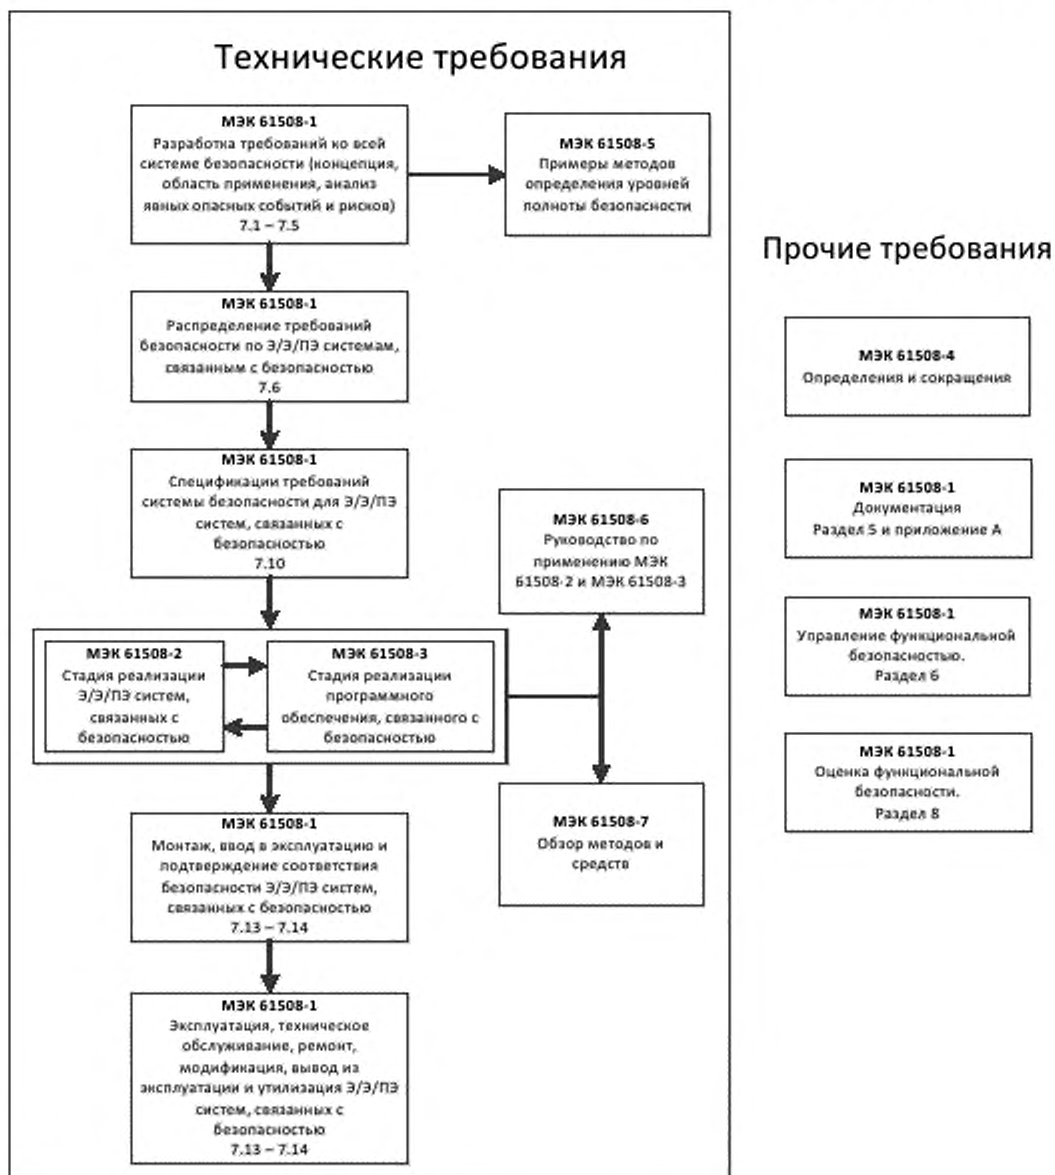 Технические требования
МЭК 61508-1
Разработка требований ко всей
системе безопасности (концепция,
область применения, анализ
явных опасных событий и рисков)
7.1 – 7.5
МЭК 61508-5
Примеры методов
определения уровней
полноты безопасности
МЭК 61508-1
Распределение требований
безопасности по Э/Э/ПЭ системам,
связанным с безопасностью
7.6
МЭК 61508-1
Спецификации требований
системы безопасности для Э/Э/ПЭ
систем, связанных с
безопасностью
7.10
МЭК 61508-6
Руководство по
применению МЭК
61508-2 и МЭК 61508-3
МЭК 61508-2
Стадия реализации
Э/Э/ПЭ систем,
связанных с
безопасностью
МЭК 61508-3
Стадия реализации
программного
обеспечения, связанного с
безопасностью
МЭК 61508-7
Обзор методов и
средств
МЭК 61508-1
Монтаж, ввод в эксплуатацию и
подтверждение соответствия
безопасности Э/Э/ПЭ систем,
связанных с безопасностью
7.13 – 7.14
МЭК 61508-1
Эксплуатация, техническое
обслуживание, ремонт,
модификация, вывод из
эксплуатации и утилизация Э/Э/ПЭ
систем, связанных с
безопасностью
7.13 – 7.14
Прочие требования
МЭК 61508-4
Определения и сокращения
МЭК 61508-1
Документация
Раздел 5 и приложение А
МЭК 61508-1
Управление функциональной
безопасностью.
Раздел 6
МЭК 61508-1
Оценка функциональной
безопасности.
Раздел 8